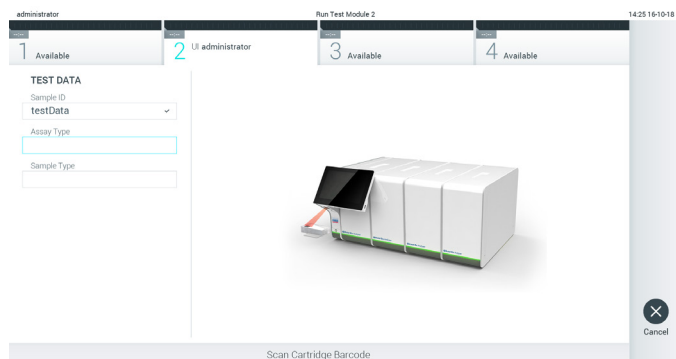 administrator Run Test Module 2 14:25 16-10-18
--:-- --:-- --:-- --:--
1 Available 2 UI administrator 3 Available 4 Available
TEST DATA
Sample ID
testData
Assay Type
Sample Type
Cancel
Scan Cartridge Barcode